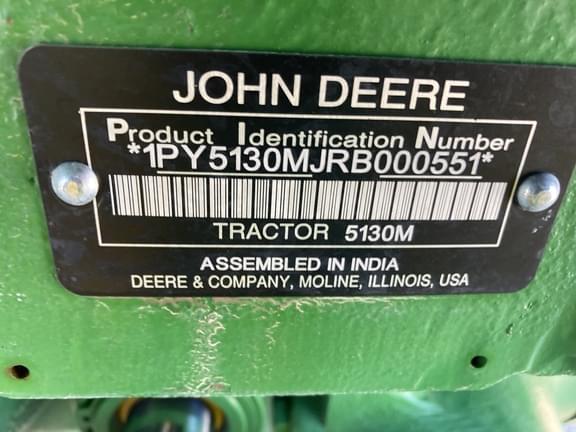 JOHN DEERE
Product Identification Number
*1PY5130MJRB000551*
TRACTOR 5130M
ASSEMBLED IN INDIA
DEERE & COMPANY, MOLINE, ILLINOIS, USA